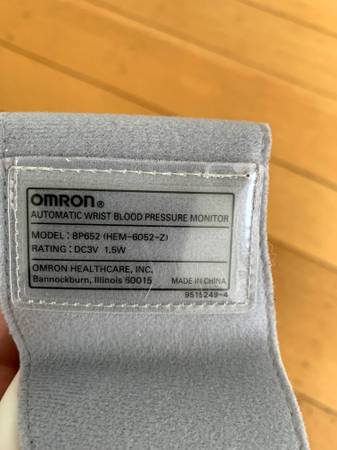 OMRON®
AUTOMATIC WRIST BLOOD PRESSURE MONITOR
MODEL: BP652 (HEM-6052-Z)
RATING: DC3V 1.5W
OMRON HEALTHCARE, INC.
Bannockburn, Illinois 60015 MADE IN CHINA
9515249-4